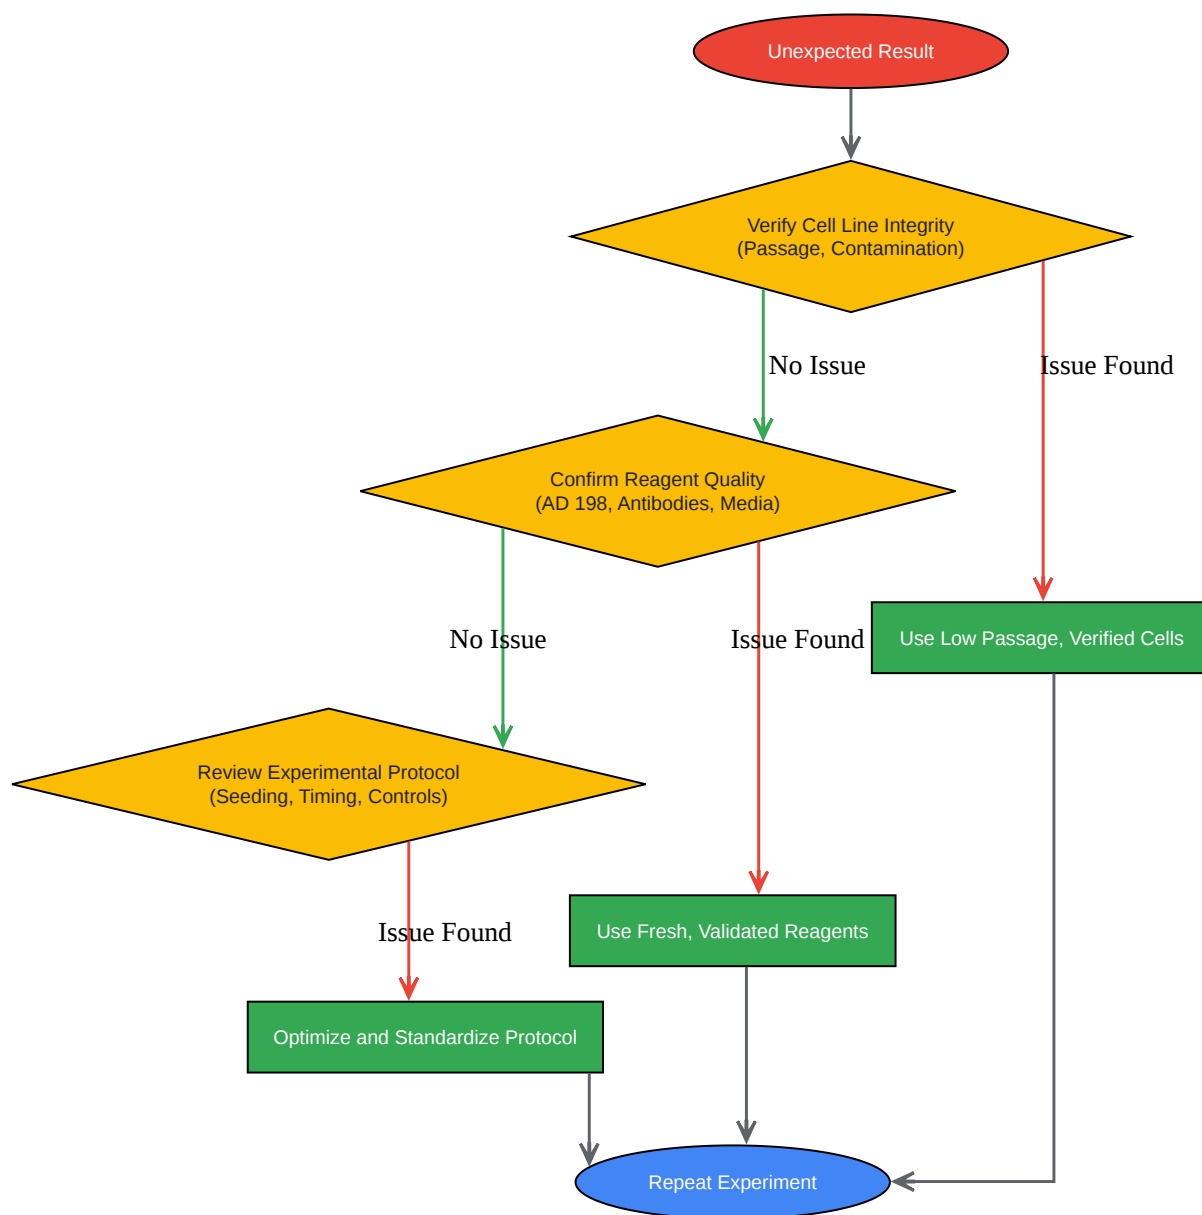 Unexpected Result
Verify Cell Line Integrity
(Passage, Contamination)
No Issue
Issue Found
Confirm Reagent Quality
(AD 198, Antibodies, Media)
No Issue
Issue Found
Use Low Passage, Verified Cells
Review Experimental Protocol
(Seeding, Timing, Controls)
Issue Found
Use Fresh, Validated Reagents
Optimize and Standardize Protocol
Repeat Experiment